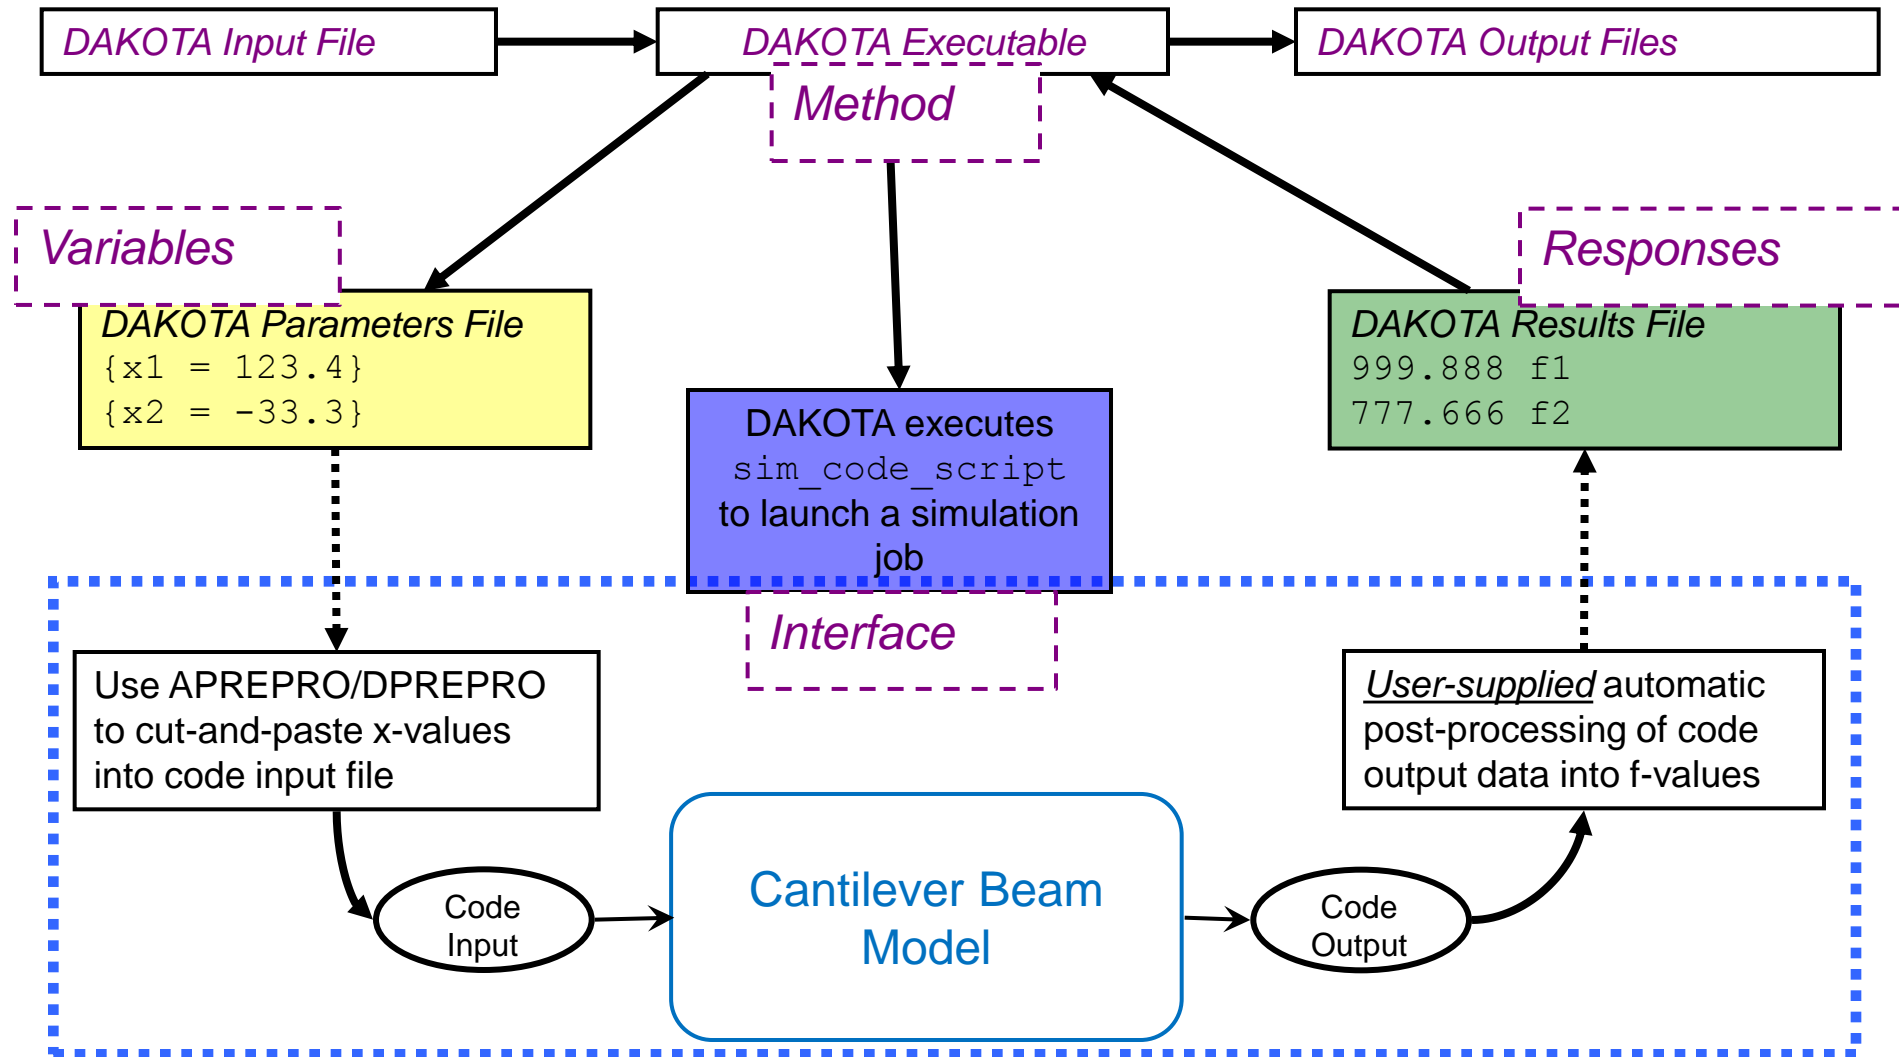 DAKOTA Input File
DAKOTA Executable
DAKOTA Output Files
Method
Variables
Responses
DAKOTA Parameters File
{x1 = 123.4}
{x2 = -33.3}
DAKOTA executes
sim_code_script
to launch a simulation
job
DAKOTA Results File
999.888 f1
777.666 f2
Interface
Use APREPRO/DPREPRO
to cut-and-paste x-values
into code input file
User-supplied automatic
post-processing of code
output data into f-values
Code
Input
Cantilever Beam
Model
Code
Output